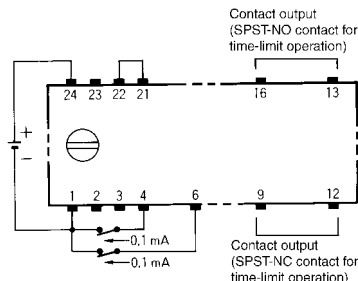 Contact output
(SPST-NO contact for
time-limit operation)
24 23 22 21 16 13
+
−
1 2 3 4 6 9 12
0.1 mA
0.1 mA
Contact output
(SPST-NC contact for
time-limit operation)